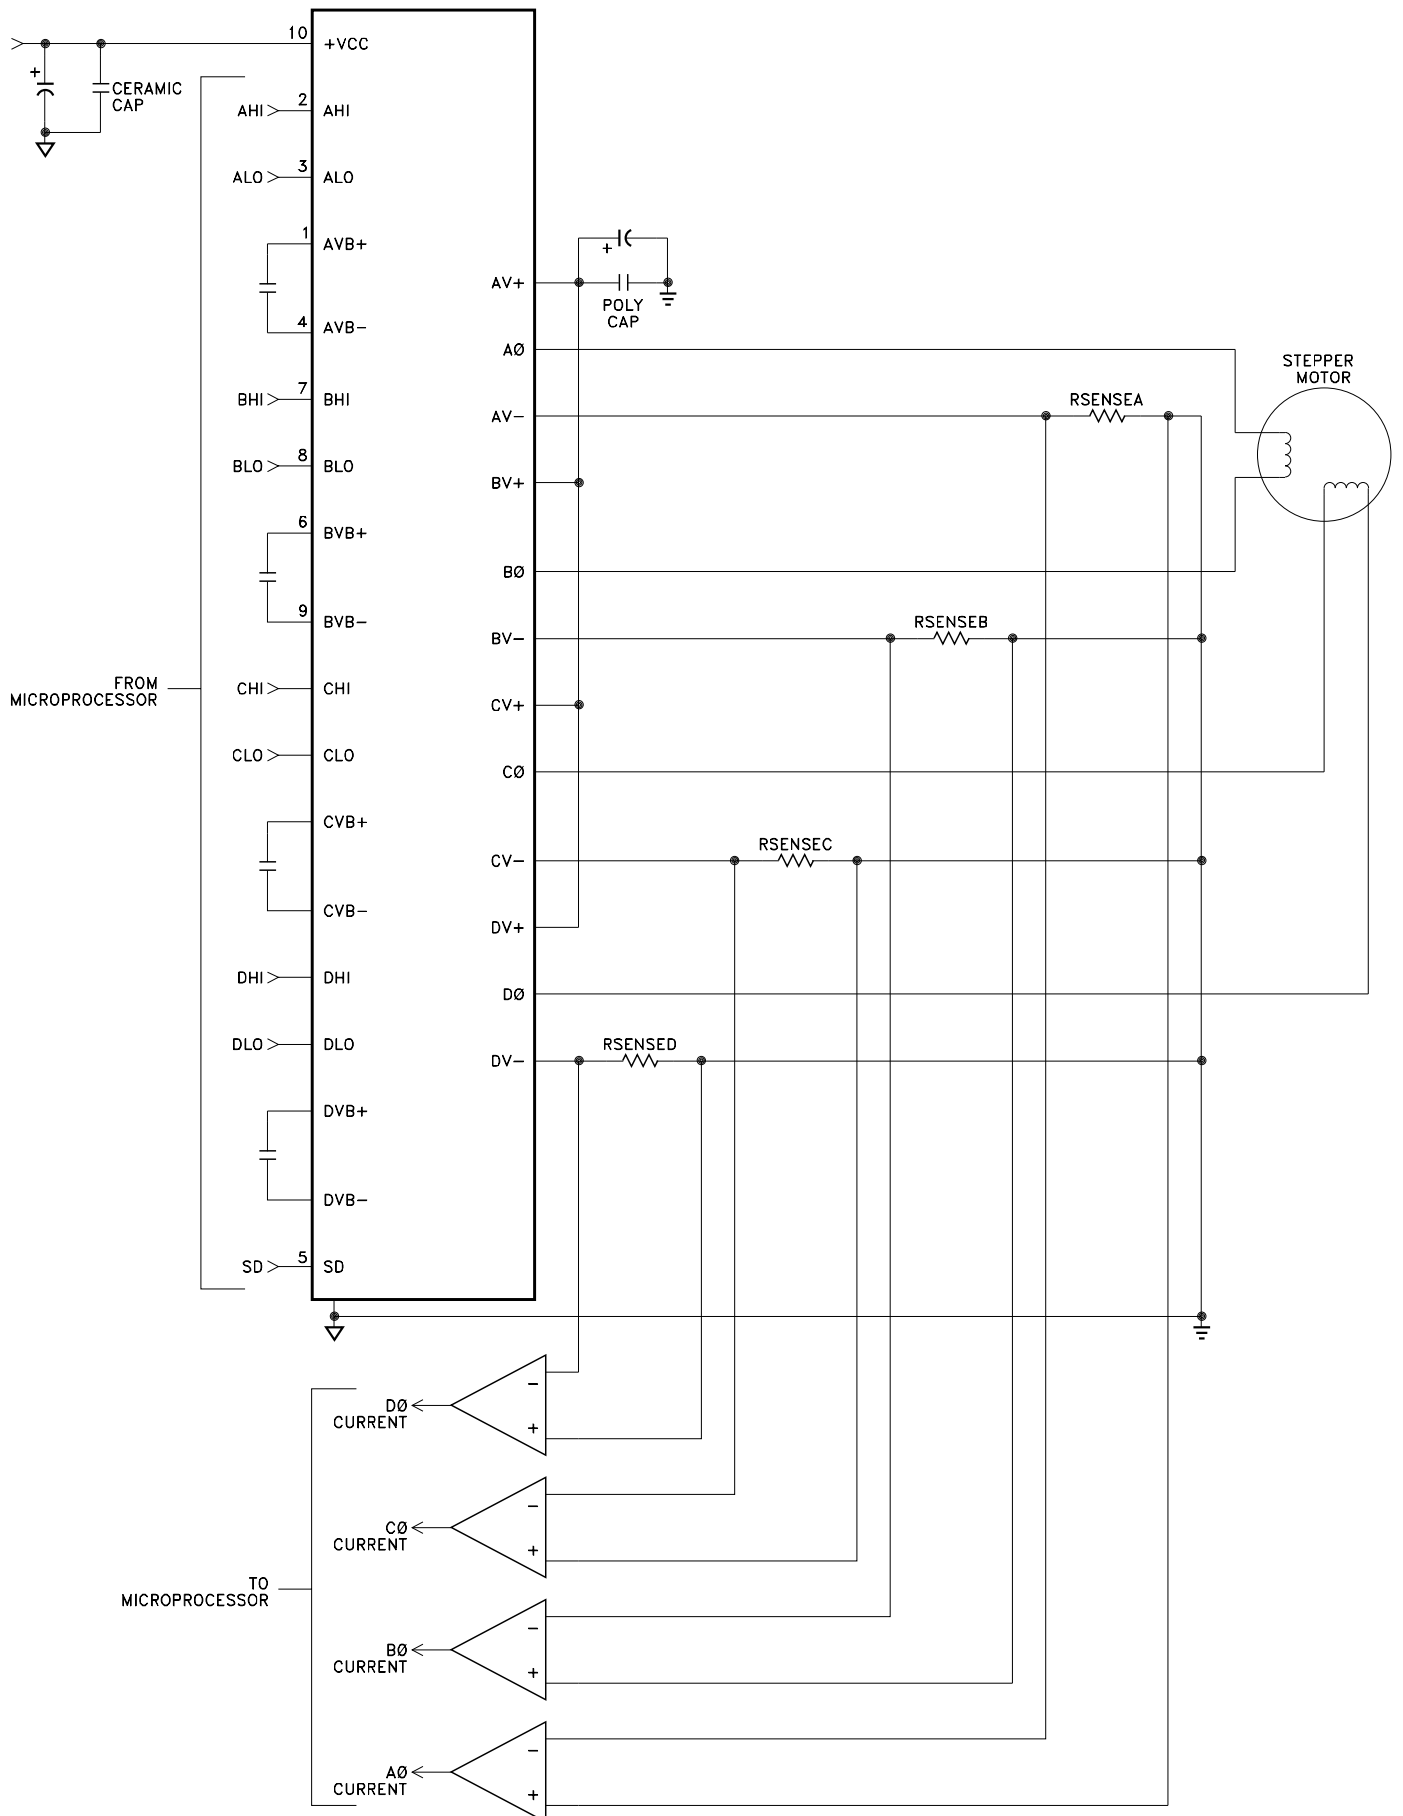 10
+VCC
+
CERAMIC
CAP
AHI
2
AHI
ALO
3
ALO
1
AVB+
4
AVB-
BHI
7
BHI
BLO
8
BLO
6
BVB+
9
BVB-
FROM
MICROPROCESSOR
CHI
CHI
CLO
CLO
CVB+
CVB-
DHI
DHI
DLO
DLO
DVB+
DVB-
SD
5
SD
AV+
+
POLY
CAP
AØ
AV-
RSENSEA
STEPPER
MOTOR
BV+
BØ
BV-
RSENSEB
CV+
CØ
CV-
RSENSEC
DV+
DØ
DV-
RSENSED
DØ
CURRENT
-
+
CØ
CURRENT
-
+
TO
MICROPROCESSOR
BØ
CURRENT
-
+
AØ
CURRENT
-
+